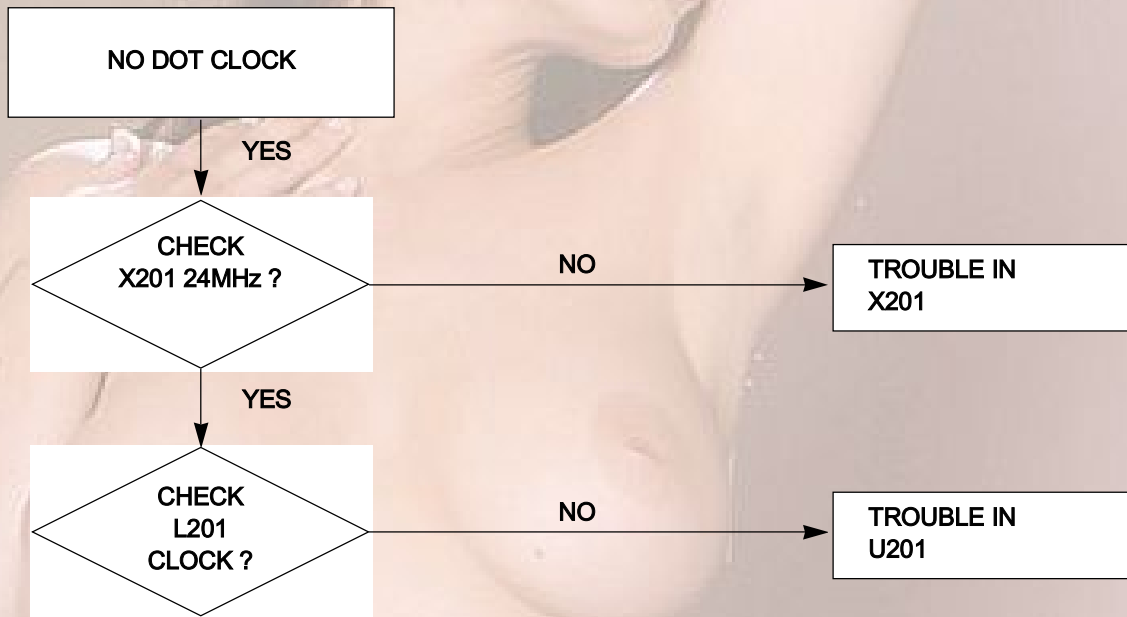 NO DOT CLOCK
YES
CHECK
X201 24MHz ?
NO
TROUBLE IN
X201
YES
CHECK
L201
CLOCK ?
NO
TROUBLE IN
U201